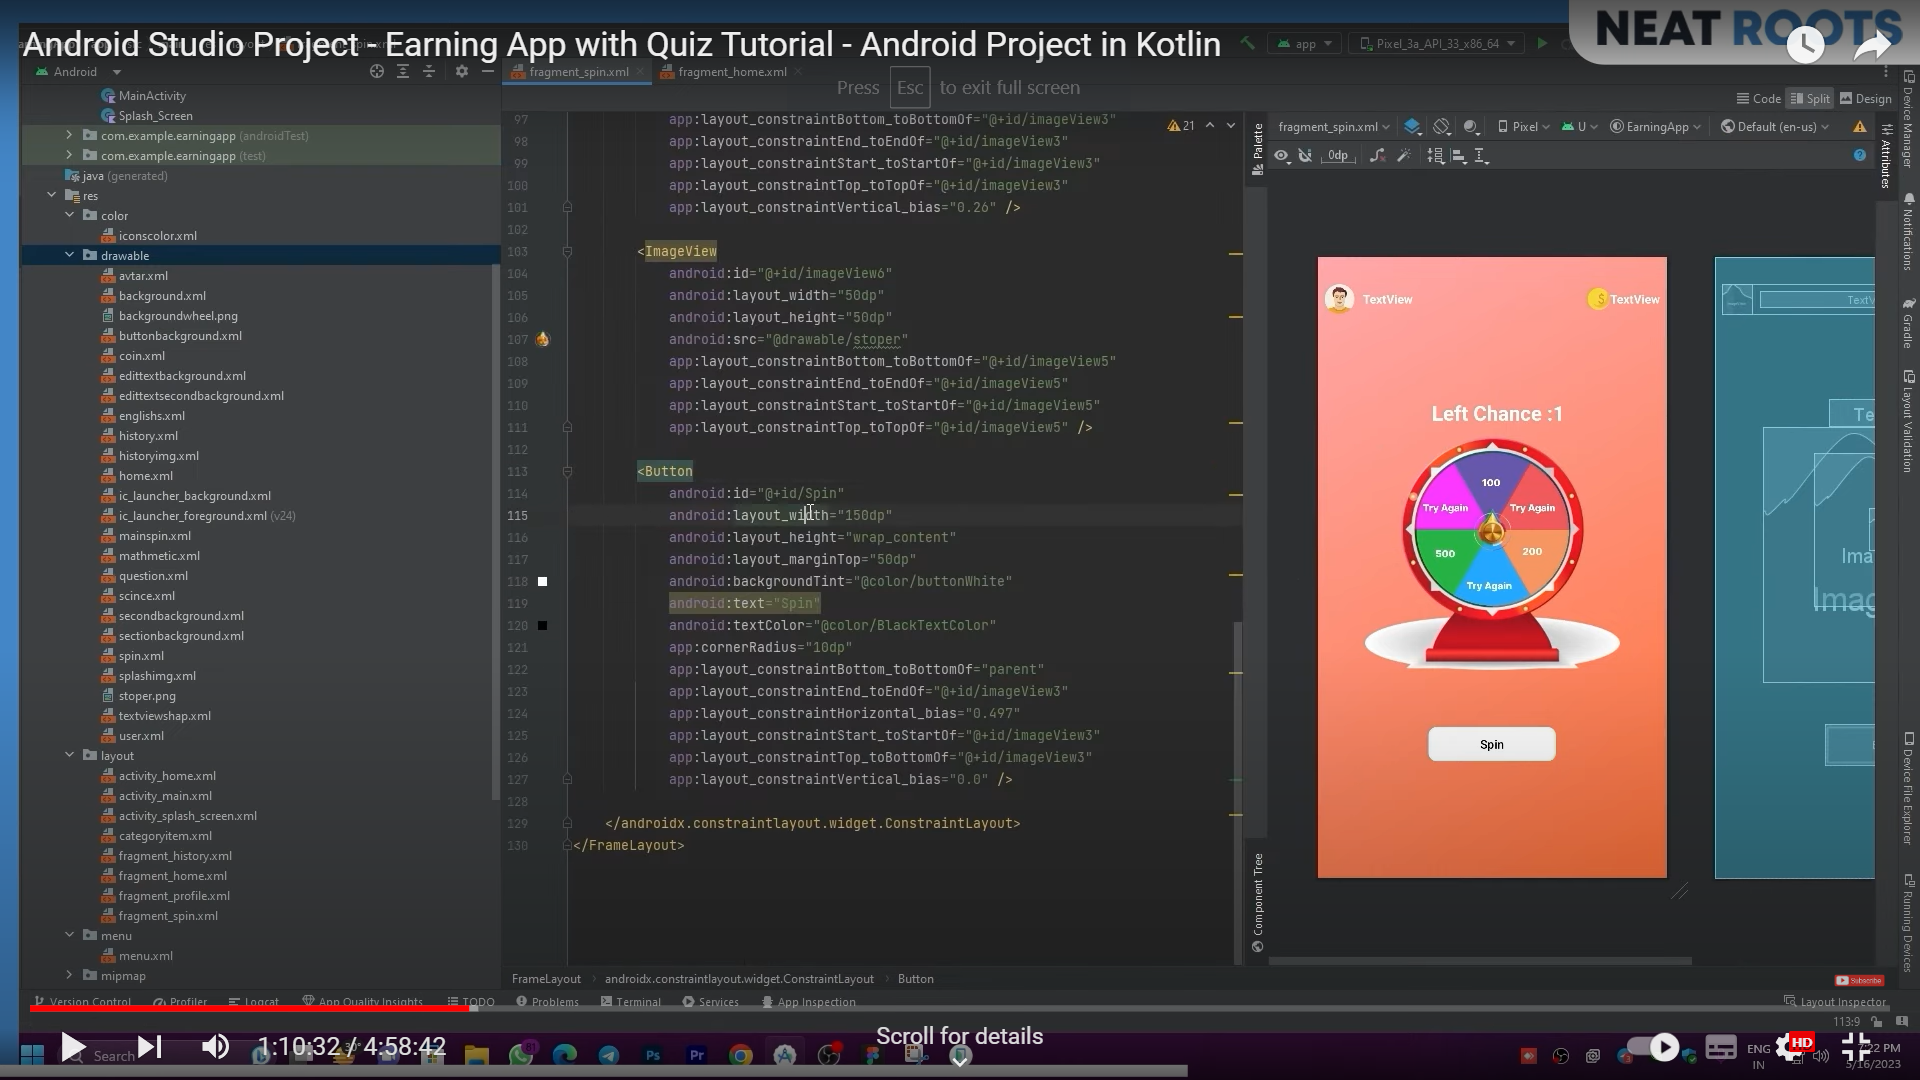 Android Studio Project - Earning App with Quiz Tutorial - Android Project in Kotlin
NEAT ROOTS
app
Pixel_3a_API_33_x86_64
Android
fragment_spin.xml
fragment_home.xml
Press Esc to exit full screen
Code
Split
Design
MainActivity
Splash_Screen
com.example.earningapp (androidTest)
com.example.earningapp (test)
java (generated)
res
color
iconscolor.xml
drawable
avtar.xml
background.xml
backgroundwheel.png
buttonbackground.xml
coin.xml
edittextbackground.xml
edittextsecondbackground.xml
englishs.xml
history.xml
historyimg.xml
home.xml
ic_launcher_background.xml
ic_launcher_foreground.xml (v24)
mainspin.xml
mathmetic.xml
question.xml
scince.xml
secondbackground.xml
sectionbackground.xml
spin.xml
splashimg.xml
stoper.png
textviewshap.xml
user.xml
layout
activity_home.xml
activity_main.xml
activity_splash_screen.xml
categoryitem.xml
fragment_history.xml
fragment_home.xml
fragment_profile.xml
fragment_spin.xml
menu
menu.xml
mipmap
21
97 app:layout_constraintBottom_toBottomOf="@+id/imageView3"
98 app:layout_constraintEnd_toEndOf="@+id/imageView3"
99 app:layout_constraintStart_toStartOf="@+id/imageView3"
100 app:layout_constraintTop_toTopOf="@+id/imageView3"
101 app:layout_constraintVertical_bias="0.26" />
102
103 <ImageView
104 android:id="@+id/imageView6"
105 android:layout_width="50dp"
106 android:layout_height="50dp"
107 android:src="@drawable/stoper"
108 app:layout_constraintBottom_toBottomOf="@+id/imageView5"
109 app:layout_constraintEnd_toEndOf="@+id/imageView5"
110 app:layout_constraintStart_toStartOf="@+id/imageView5"
111 app:layout_constraintTop_toTopOf="@+id/imageView5" />
112
113 <Button
114 android:id="@+id/Spin"
115 android:layout_width="150dp"
116 android:layout_height="wrap_content"
117 android:layout_marginTop="50dp"
118 android:backgroundTint="@color/buttonWhite"
119 android:text="Spin"
120 android:textColor="@color/BlackTextColor"
121 app:cornerRadius="10dp"
122 app:layout_constraintBottom_toBottomOf="parent"
123 app:layout_constraintEnd_toEndOf="@+id/imageView3"
124 app:layout_constraintHorizontal_bias="0.497"
125 app:layout_constraintStart_toStartOf="@+id/imageView3"
126 app:layout_constraintTop_toBottomOf="@+id/imageView3"
127 app:layout_constraintVertical_bias="0.0" />
128
129 </androidx.constraintlayout.widget.ConstraintLayout>
130 </FrameLayout>
FrameLayout
androidx.constraintlayout.widget.ConstraintLayout
Button
Palette
Component Tree
fragment_spin.xml
Pixel
U
EarningApp
Default (en-us)
0dp
TextView
TextView
Left Chance :1
100
Try Again
Try Again
500
200
Try Again
Spin
TextV
Te
Ima
Imag
Device Manager
Attributes
Notifications
Gradle
Layout Validation
Device File Explorer
Running Devices
Subscribe
Version Control
Profiler
Logcat
App Quality Insights
TODO
Problems
Terminal
Services
App Inspection
Layout Inspector
113:9
Search
1:10:32 / 4:58:42
Scroll for details
30°
Ps
Pr
HD
ENG
IN
7:22 PM
5/16/2023